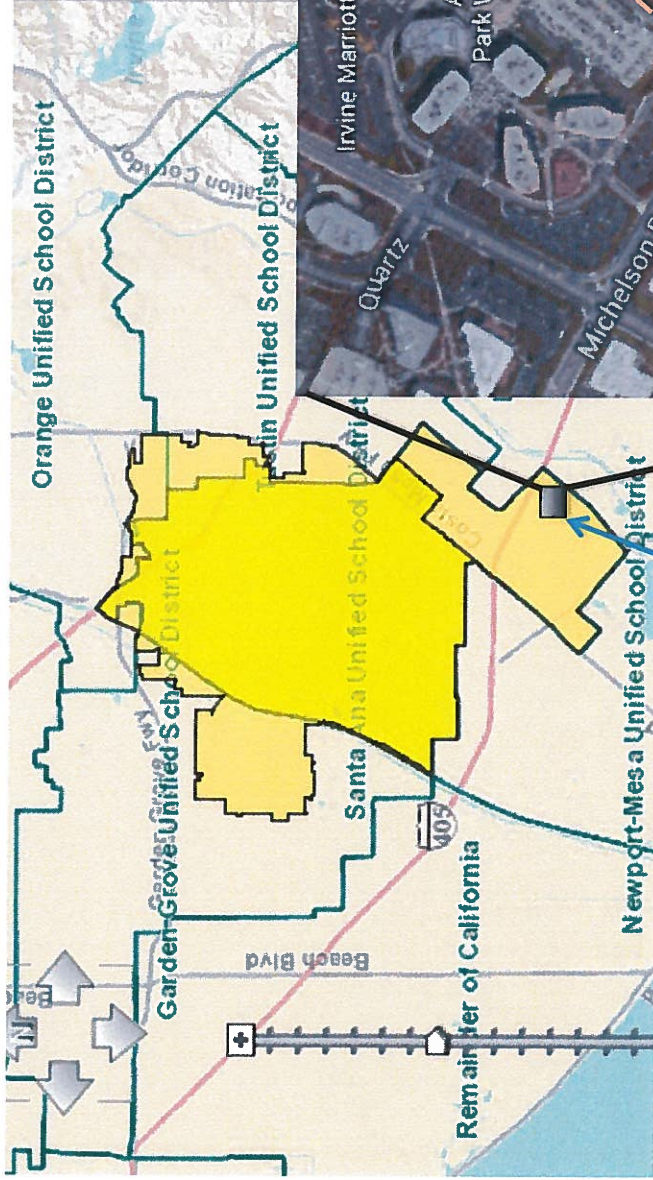 Orange Unified School District
Irvine Marriott
Park
Quartz
Michelson
Tustin Unified School District
Garden Grove Unified School District
Garden Grove Fwy
Santa Ana Unified School District
405
Beach Blvd
Remainder of California
Newport-Mesa Unified School District